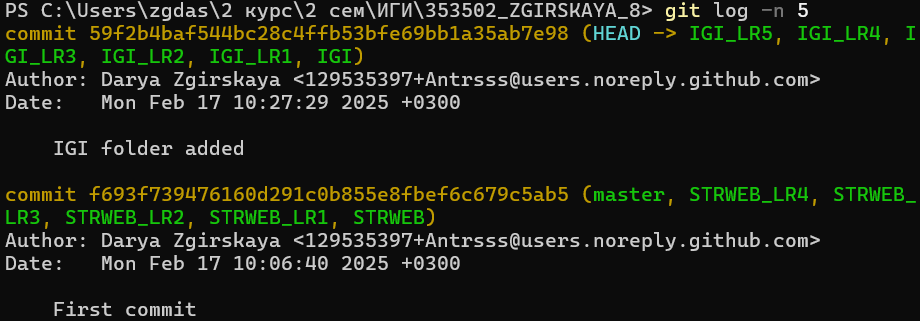 PS C:\Users\zgdas\2 курс\2 сем\ИГИ\353502_ZGIRSKAYA_8> git log -n 5
commit 59f2b4baf544bc28c4ffb53bfe69bb1a35ab7e98 (HEAD -> IGI_LR5, IGI_LR4, I
GI_LR3, IGI_LR2, IGI_LR1, IGI)
Author: Darya Zgirskaya <129535397+Antrsss@users.noreply.github.com>
Date:   Mon Feb 17 10:27:29 2025 +0300
    IGI folder added
commit f693f739476160d291c0b855e8fbef6c679c5ab5 (master, STRWEB_LR4, STRWEB_
LR3, STRWEB_LR2, STRWEB_LR1, STRWEB)
Author: Darya Zgirskaya <129535397+Antrsss@users.noreply.github.com>
Date:   Mon Feb 17 10:06:40 2025 +0300
    First commit